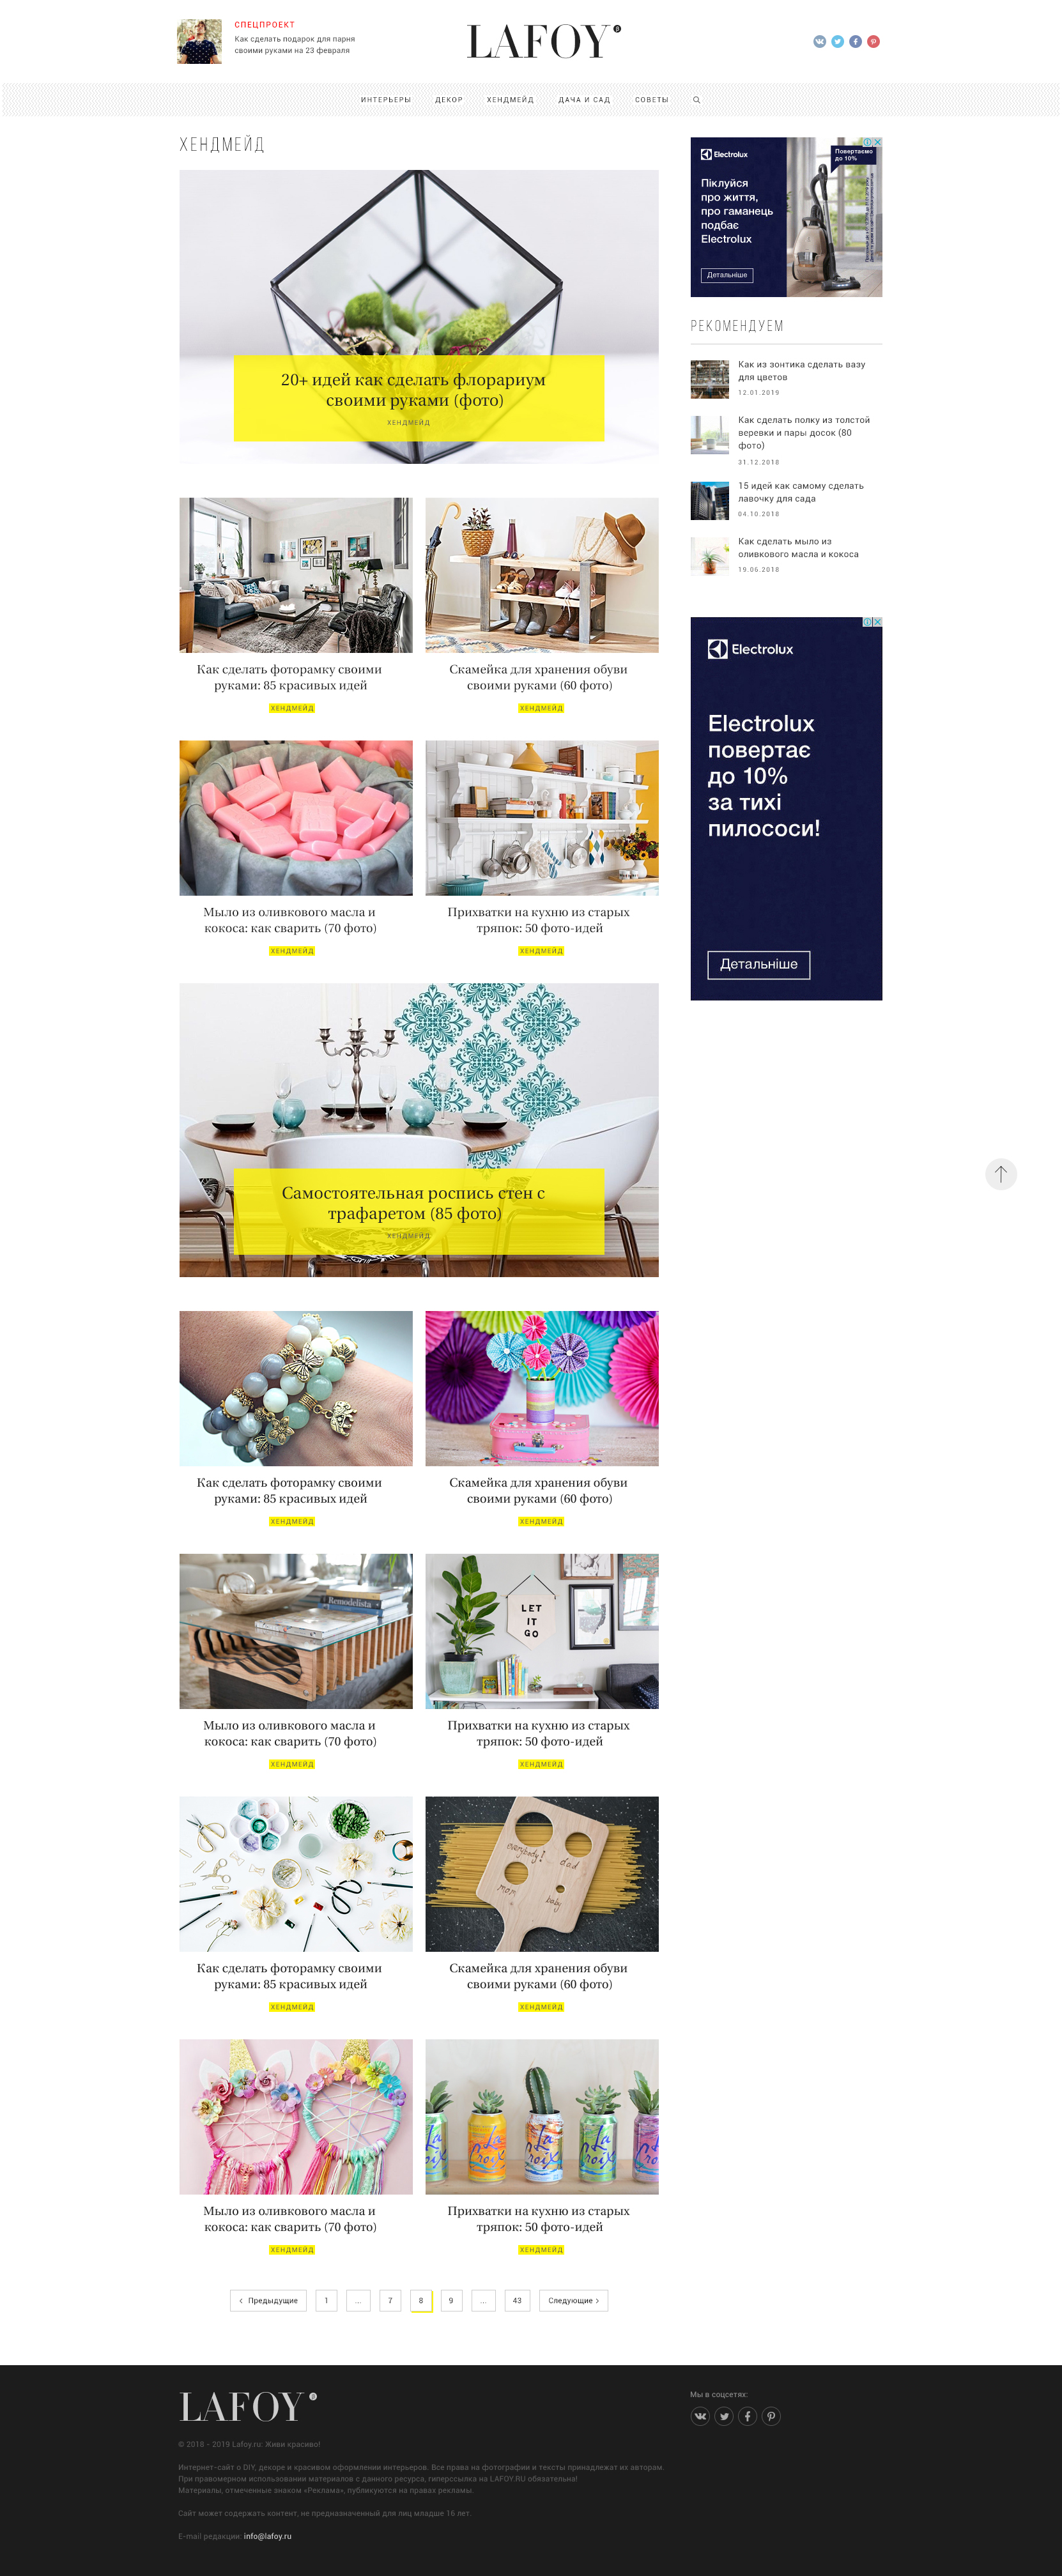 СПЕЦПРОЕКТ
Как сделать подарок для парня
своими руками на 23 февраля
LAFOY β
ИНТЕРЬЕРЫ ДЕКОР ХЕНДМЕЙД ДАЧА И САД СОВЕТЫ
ХЕНДМЕЙД
20+ идей как сделать флорариум
своими руками (фото)
ХЕНДМЕЙД
Как сделать фоторамку своими
руками: 85 красивых идей
ХЕНДМЕЙД
Скамейка для хранения обуви
своими руками (60 фото)
ХЕНДМЕЙД
Мыло из оливкового масла и
кокоса: как сварить (70 фото)
ХЕНДМЕЙД
Прихватки на кухню из старых
тряпок: 50 фото-идей
ХЕНДМЕЙД
Самостоятельная роспись стен с
трафаретом (85 фото)
ХЕНДМЕЙД
Как сделать фоторамку своими
руками: 85 красивых идей
ХЕНДМЕЙД
Скамейка для хранения обуви
своими руками (60 фото)
ХЕНДМЕЙД
Remodelista
Мыло из оливкового масла и
кокоса: как сварить (70 фото)
ХЕНДМЕЙД
LET
IT
GO
Прихватки на кухню из старых
тряпок: 50 фото-идей
ХЕНДМЕЙД
Как сделать фоторамку своими
руками: 85 красивых идей
ХЕНДМЕЙД
everybody!
dad
mom
baby
Скамейка для хранения обуви
своими руками (60 фото)
ХЕНДМЕЙД
Мыло из оливкового масла и
кокоса: как сварить (70 фото)
ХЕНДМЕЙД
La Croix
Прихватки на кухню из старых
тряпок: 50 фото-идей
ХЕНДМЕЙД
Предыдущие 1 ... 7 8 9 ... 43 Следующие
Electrolux
Повертаємо
до 10%
Піклуйся
про життя,
про гаманець
подбає
Electrolux
Детальніше
РЕКОМЕНДУЕМ
Как из зонтика сделать вазу
для цветов
12.01.2019
Как сделать полку из толстой
веревки и пары досок (80
фото)
31.12.2018
15 идей как самому сделать
лавочку для сада
04.10.2018
Как сделать мыло из
оливкового масла и кокоса
19.06.2018
Electrolux
Electrolux
повертає
до 10%
за тихі
пилососи!
Детальніше
LAFOY β
© 2018 - 2019 Lafoy.ru: Живи красиво!
Интернет-сайт о DIY, декоре и красивом оформлении интерьеров. Все права на фотографии и тексты принадлежат их авторам.
При правомерном использовании материалов с данного ресурса, гиперссылка на LAFOY.RU обязательна!
Материалы, отмеченные знаком «Реклама», публикуются на правах рекламы.
Сайт может содержать контент, не предназначенный для лиц младше 16 лет.
E-mail редакции: info@lafoy.ru
Мы в соцсетях: